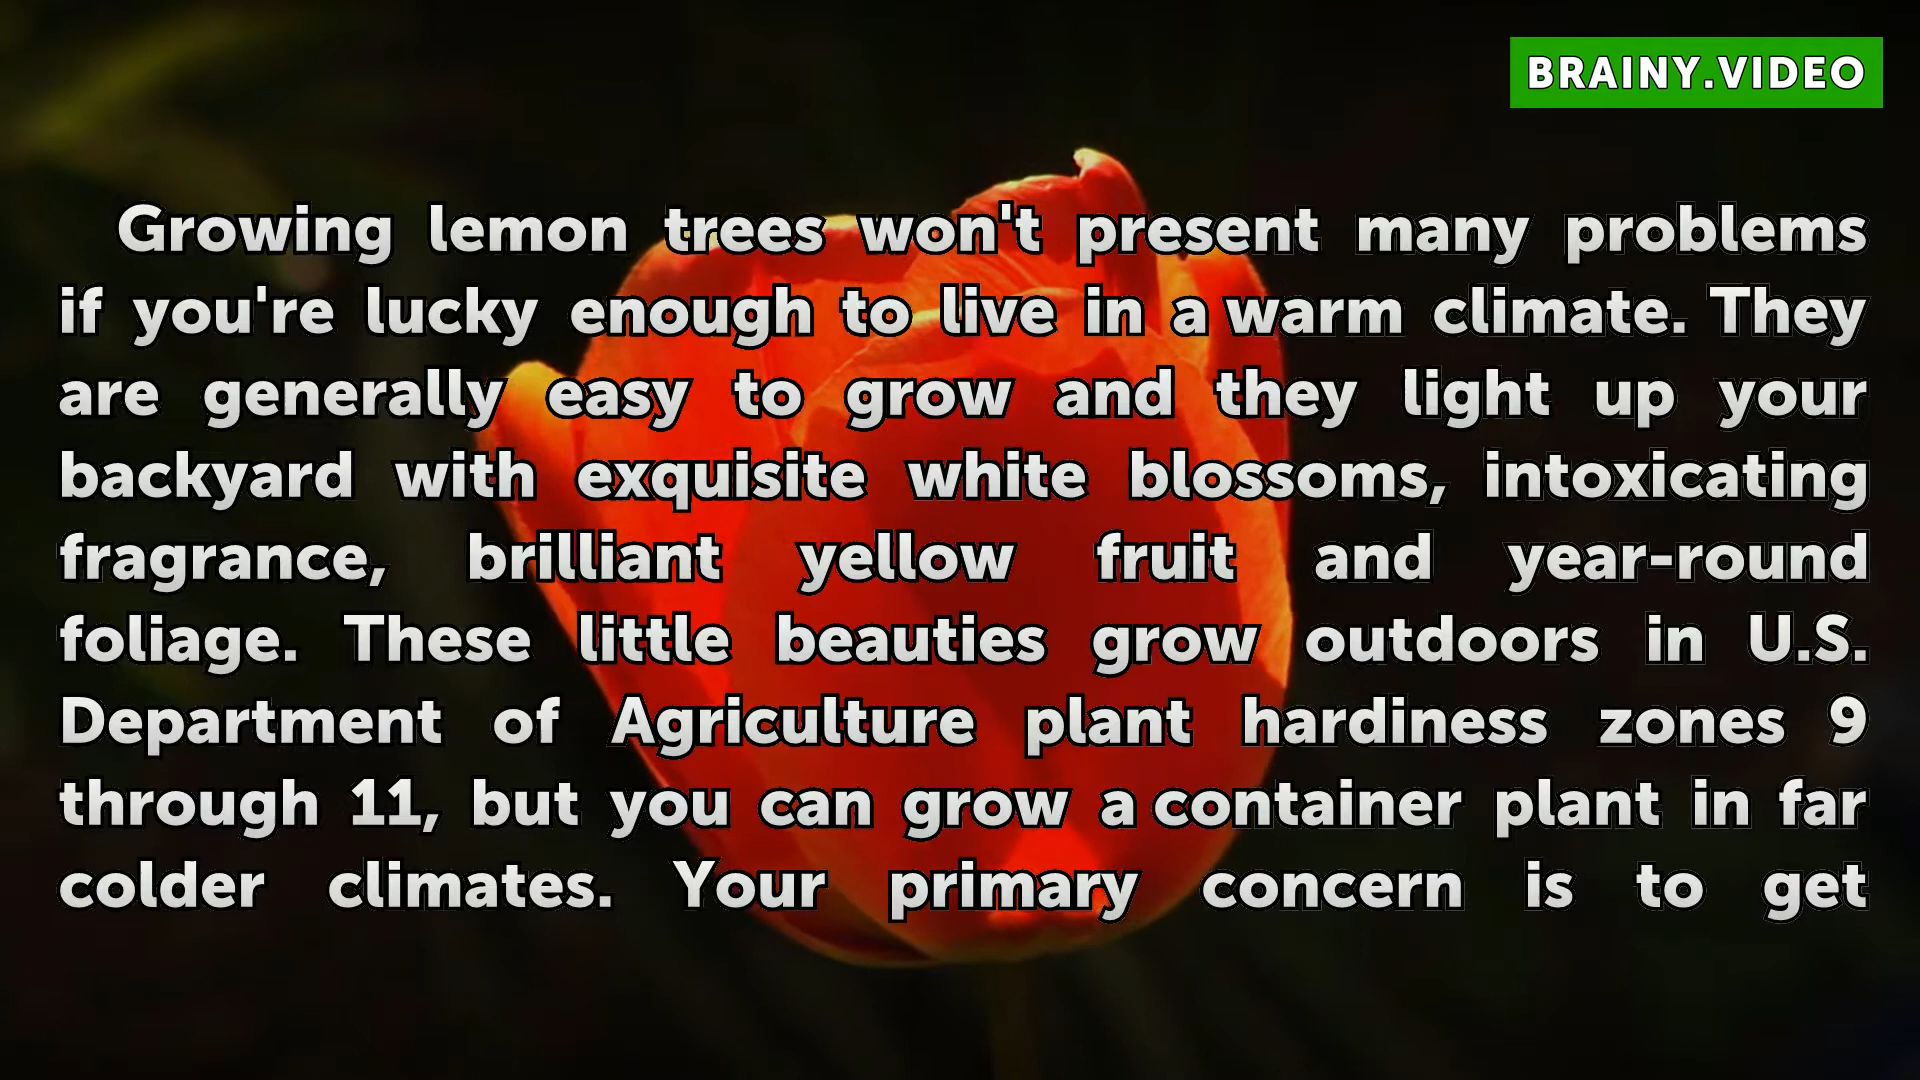 BRAINY.VIDEO
Growing lemon trees won't present many problems
if you're lucky enough to live in a warm climate. They
are generally easy to grow and they light up your
backyard with exquisite white blossoms, intoxicating
fragrance, brilliant yellow fruit and year-round
foliage. These little beauties grow outdoors in U.S.
Department of Agriculture plant hardiness zones 9
through 11, but you can grow a container plant in far
colder climates. Your primary concern is to get